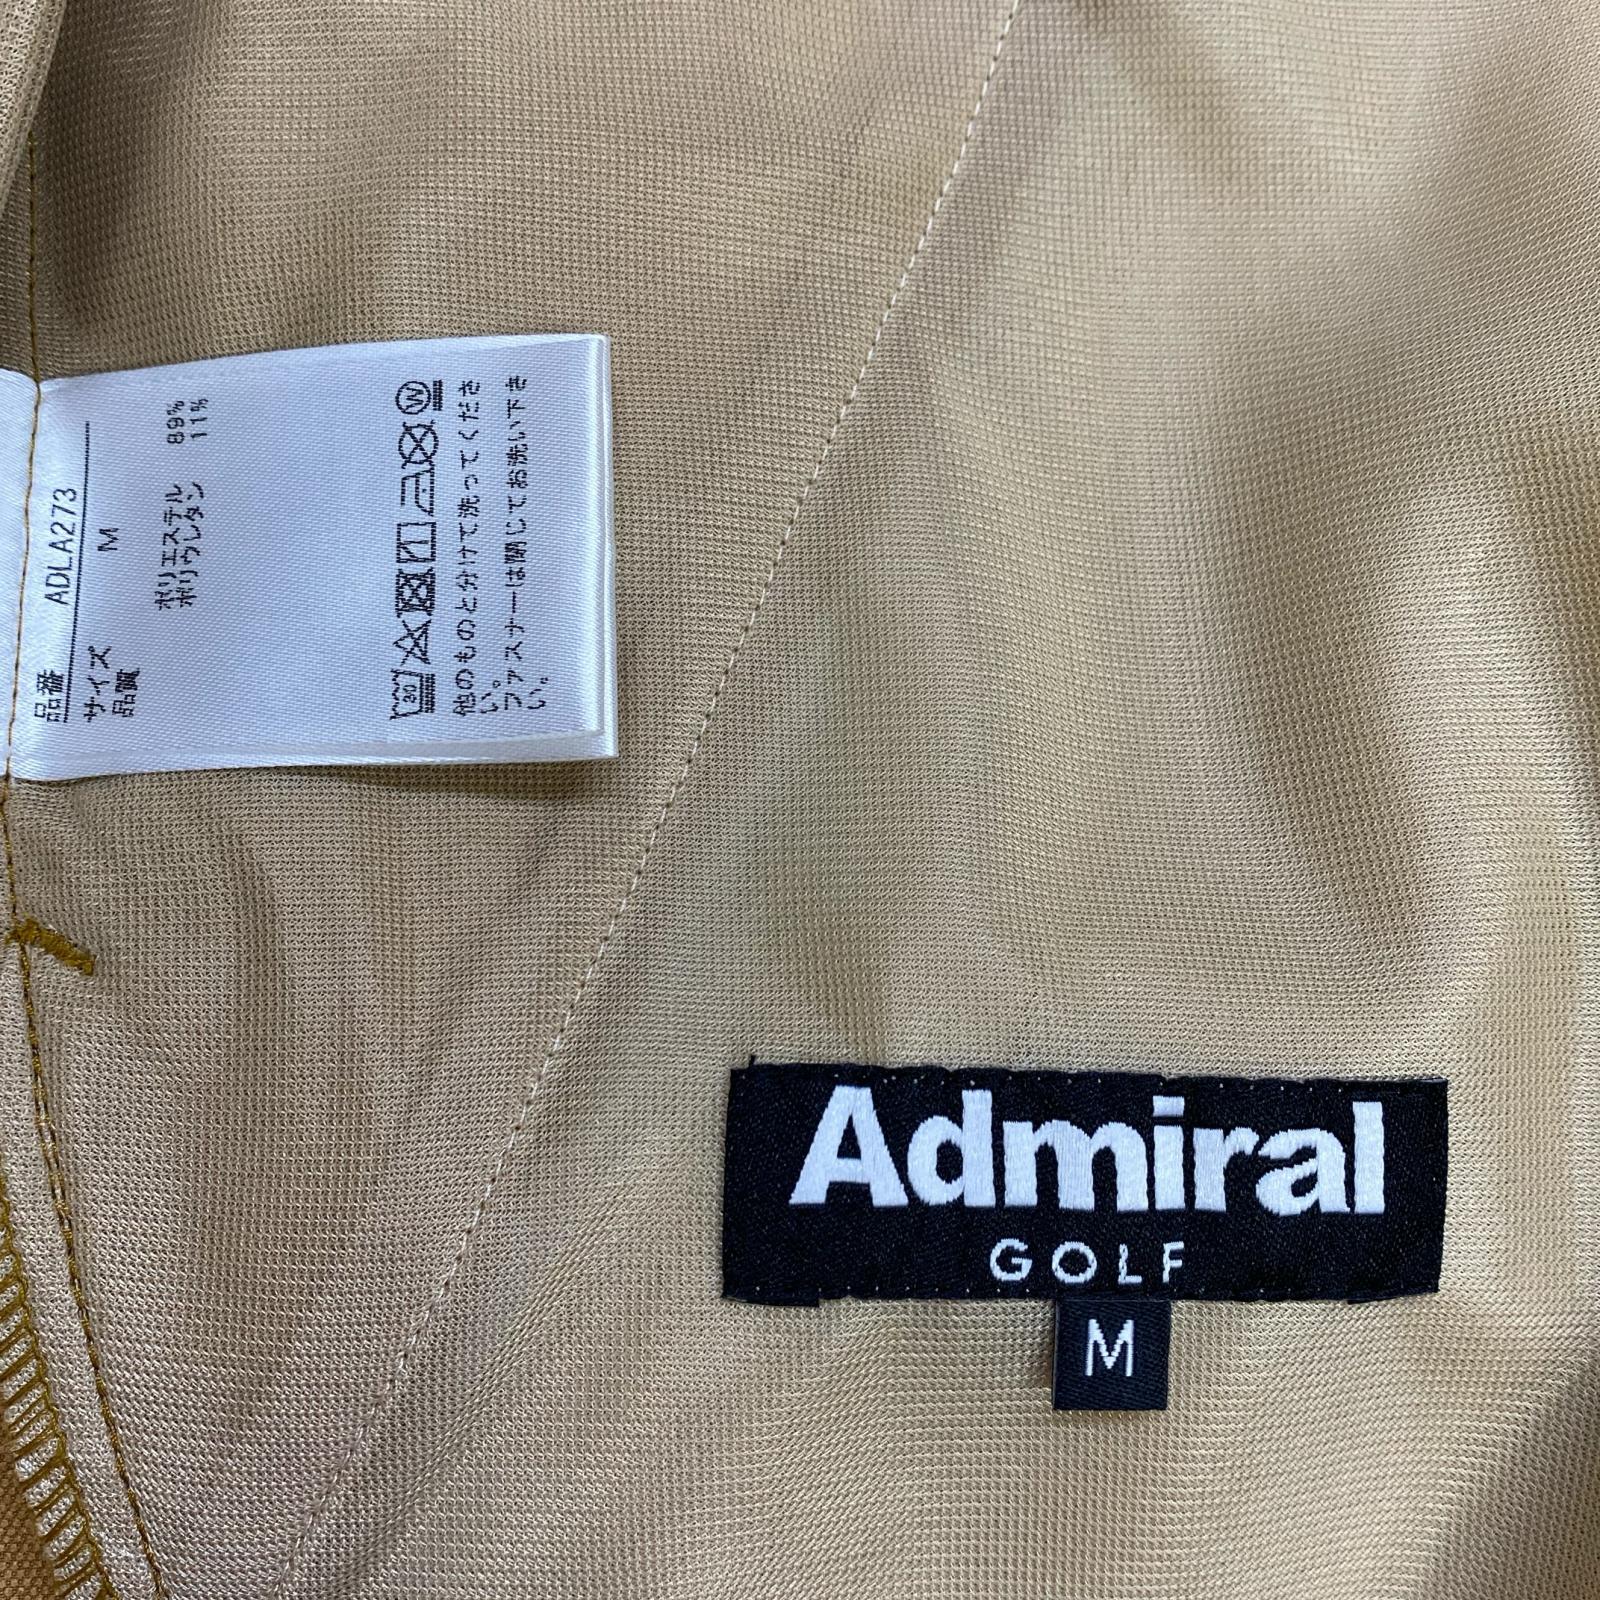 品番 ADLA273
サイズ M
品質 
ポリエステル 89%
ポリウレタン 11%
30
W
他のものと分けて洗ってくださ
い。
ファスナーは閉じてお洗い下さ
い。
Admiral
GOLF
M